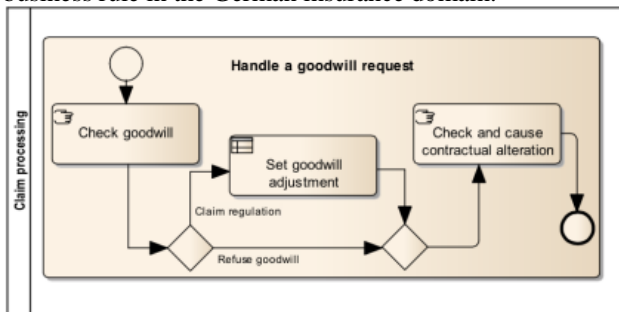 business rule in the German insurance domain.
Claim processing
Handle a goodwill request
Check goodwill
Set goodwill
adjustment
Check and cause
contractual alteration
Claim regulation
Refuse goodwill